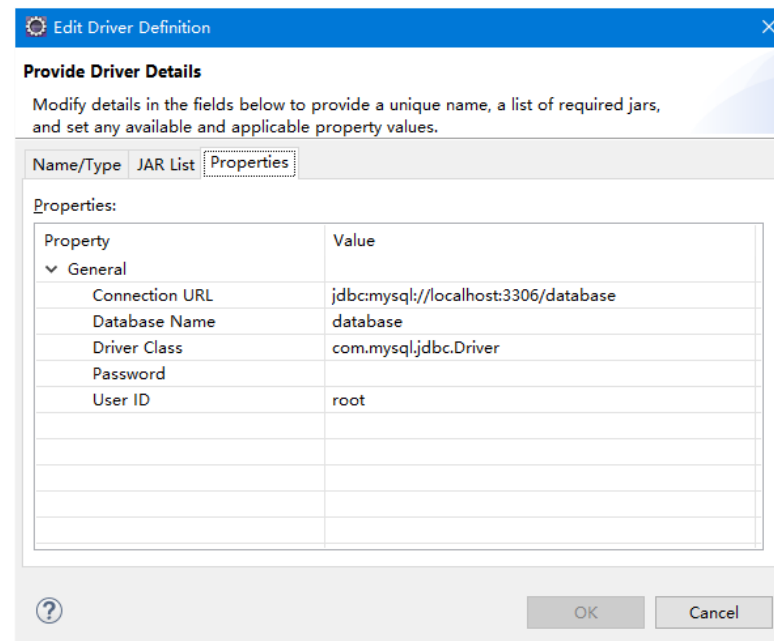 Edit Driver Definition
Provide Driver Details
Modify details in the fields below to provide a unique name, a list of required jars,
and set any available and applicable property values.
Name/Type JAR List Properties
Properties:
Property Value
General
Connection URL jdbc:mysql://localhost:3306/database
Database Name database
Driver Class com.mysql.jdbc.Driver
Password
User ID root
?
OK Cancel